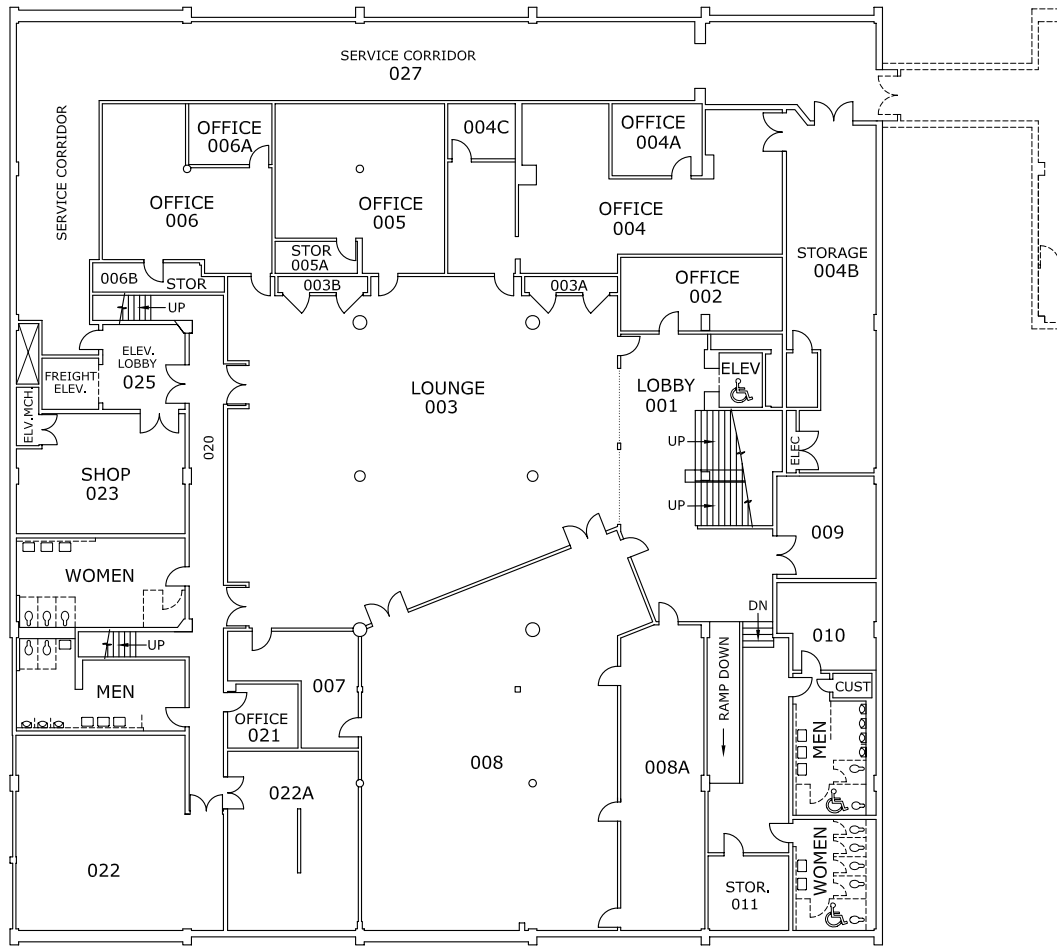 SERVICE CORRIDOR
027
SERVICE CORRIDOR
OFFICE
006A
004C
OFFICE
004A
OFFICE
006
OFFICE
005
OFFICE
004
STORAGE
004B
STOR
005A
006B
STOR
003B
003A
OFFICE
002
UP
ELEV.
LOBBY
025
FREIGHT
ELEV.
ELV.MCH.
LOUNGE
003
LOBBY
001
ELEV
020
UP
UP
ELEC
SHOP
023
009
WOMEN
DN
010
UP
MEN
007
OFFICE
021
RAMP DOWN
CUST
MEN
008
008A
022A
022
WOMEN
STOR.
011